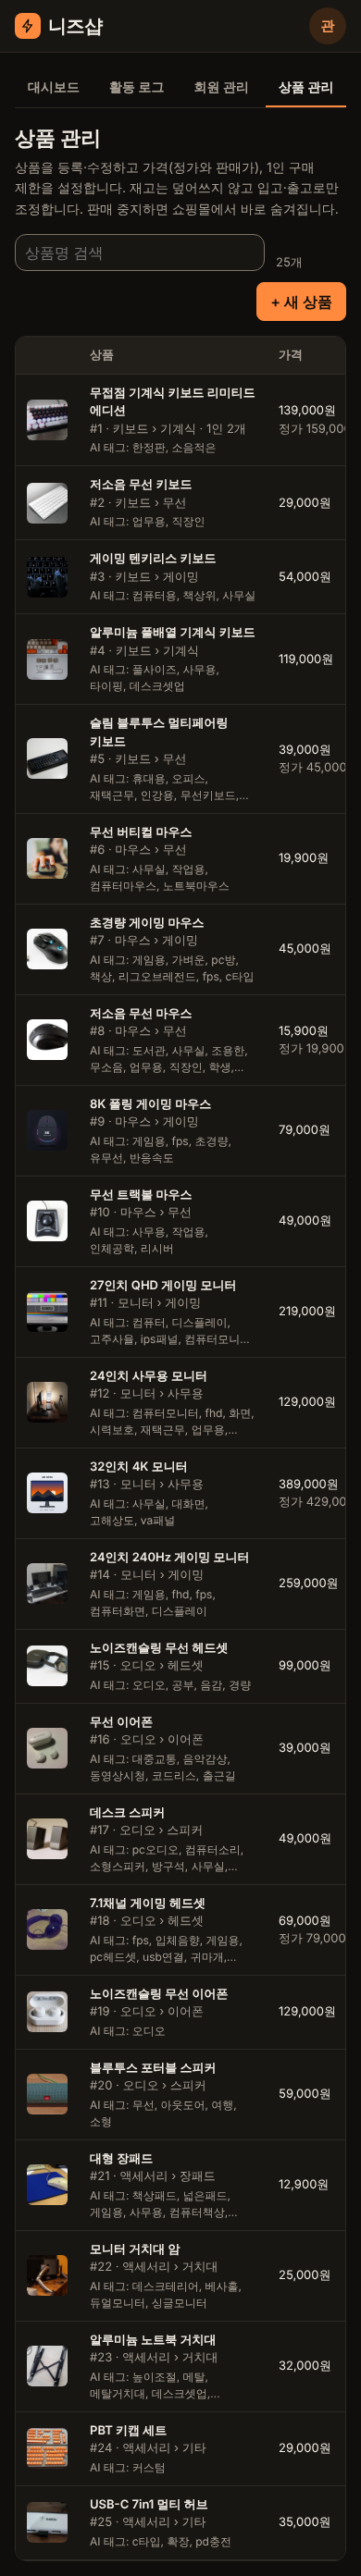 니즈샵
관
대시보드 활동 로그 회원 관리 상품 관리
상품 관리
상품을 등록·수정하고 가격(정가와 판매가), 1인 구매
제한을 설정합니다. 재고는 덮어쓰지 않고 입고·출고로만
조정합니다. 판매 중지하면 쇼핑몰에서 바로 숨겨집니다.
상품명 검색
25개
+ 새 상품
상품 가격
무접점 기계식 키보드 리미티드
에디션
#1 · 키보드 › 기계식 · 1인 2개
AI 태그: 한정판, 소음적은
139,000원
정가 159,000
저소음 무선 키보드
#2 · 키보드 › 무선
AI 태그: 업무용, 직장인
29,000원
게이밍 텐키리스 키보드
#3 · 키보드 › 게이밍
AI 태그: 컴퓨터용, 책상위, 사무실
54,000원
알루미늄 풀배열 기계식 키보드
#4 · 키보드 › 기계식
AI 태그: 풀사이즈, 사무용,
타이핑, 데스크셋업
119,000원
슬림 블루투스 멀티페어링
키보드
#5 · 키보드 › 무선
AI 태그: 휴대용, 오피스,
재택근무, 인강용, 무선키보드,...
39,000원
정가 45,000
무선 버티컬 마우스
#6 · 마우스 › 무선
AI 태그: 사무실, 작업용,
컴퓨터마우스, 노트북마우스
19,900원
초경량 게이밍 마우스
#7 · 마우스 › 게이밍
AI 태그: 게임용, 가벼운, pc방,
책상, 리그오브레전드, fps, c타입
45,000원
저소음 무선 마우스
#8 · 마우스 › 무선
AI 태그: 도서관, 사무실, 조용한,
무소음, 업무용, 직장인, 학생,...
15,900원
정가 19,900
8K 폴링 게이밍 마우스
#9 · 마우스 › 게이밍
AI 태그: 게임용, fps, 초경량,
유무선, 반응속도
79,000원
무선 트랙볼 마우스
#10 · 마우스 › 무선
AI 태그: 사무용, 작업용,
인체공학, 리시버
49,000원
27인치 QHD 게이밍 모니터
#11 · 모니터 › 게이밍
AI 태그: 컴퓨터, 디스플레이,
고주사율, ips패널, 컴퓨터모니...
219,000원
24인치 사무용 모니터
#12 · 모니터 › 사무용
AI 태그: 컴퓨터모니터, fhd, 화면,
시력보호, 재택근무, 업무용,...
129,000원
32인치 4K 모니터
#13 · 모니터 › 사무용
AI 태그: 사무실, 대화면,
고해상도, va패널
389,000원
정가 429,00
24인치 240Hz 게이밍 모니터
#14 · 모니터 › 게이밍
AI 태그: 게임용, fhd, fps,
컴퓨터화면, 디스플레이
259,000원
노이즈캔슬링 무선 헤드셋
#15 · 오디오 › 헤드셋
AI 태그: 오디오, 공부, 음감, 경량
99,000원
무선 이어폰
#16 · 오디오 › 이어폰
AI 태그: 대중교통, 음악감상,
동영상시청, 코드리스, 출근길
39,000원
데스크 스피커
#17 · 오디오 › 스피커
AI 태그: pc오디오, 컴퓨터소리,
소형스피커, 방구석, 사무실,...
49,000원
7.1채널 게이밍 헤드셋
#18 · 오디오 › 헤드셋
AI 태그: fps, 입체음향, 게임용,
pc헤드셋, usb연결, 귀마개,...
69,000원
정가 79,000
노이즈캔슬링 무선 이어폰
#19 · 오디오 › 이어폰
AI 태그: 오디오
129,000원
블루투스 포터블 스피커
#20 · 오디오 › 스피커
AI 태그: 무선, 아웃도어, 여행,
소형
59,000원
대형 장패드
#21 · 액세서리 › 장패드
AI 태그: 책상패드, 넓은패드,
게임용, 사무용, 컴퓨터책상,...
12,900원
모니터 거치대 암
#22 · 액세서리 › 거치대
AI 태그: 데스크테리어, 베사홀,
듀얼모니터, 싱글모니터
25,000원
알루미늄 노트북 거치대
#23 · 액세서리 › 거치대
AI 태그: 높이조절, 메탈,
메탈거치대, 데스크셋업,...
32,000원
PBT 키캡 세트
#24 · 액세서리 › 기타
AI 태그: 커스텀
29,000원
USB-C 7in1 멀티 허브
#25 · 액세서리 › 기타
AI 태그: c타입, 확장, pd충전
35,000원